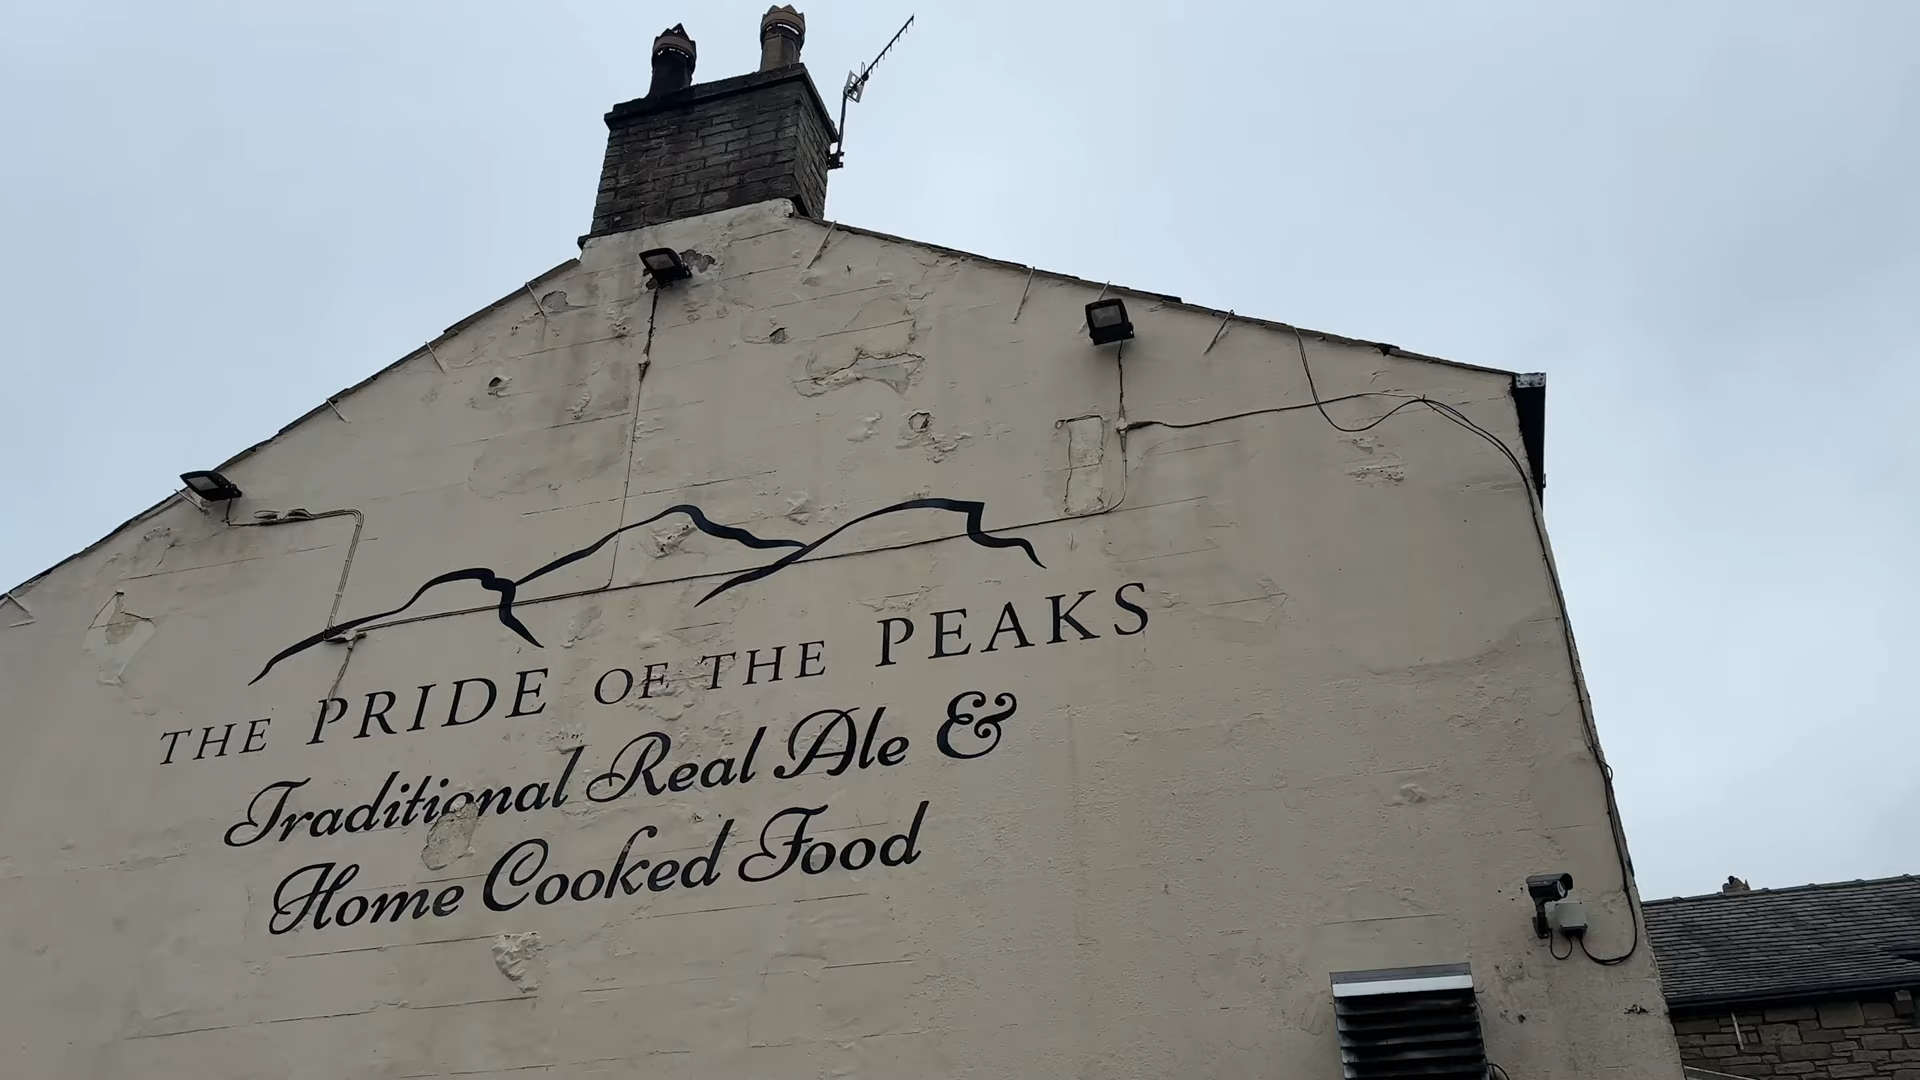 THE PRIDE OF THE PEAKS
Traditional Real Ale &
Home Cooked Food